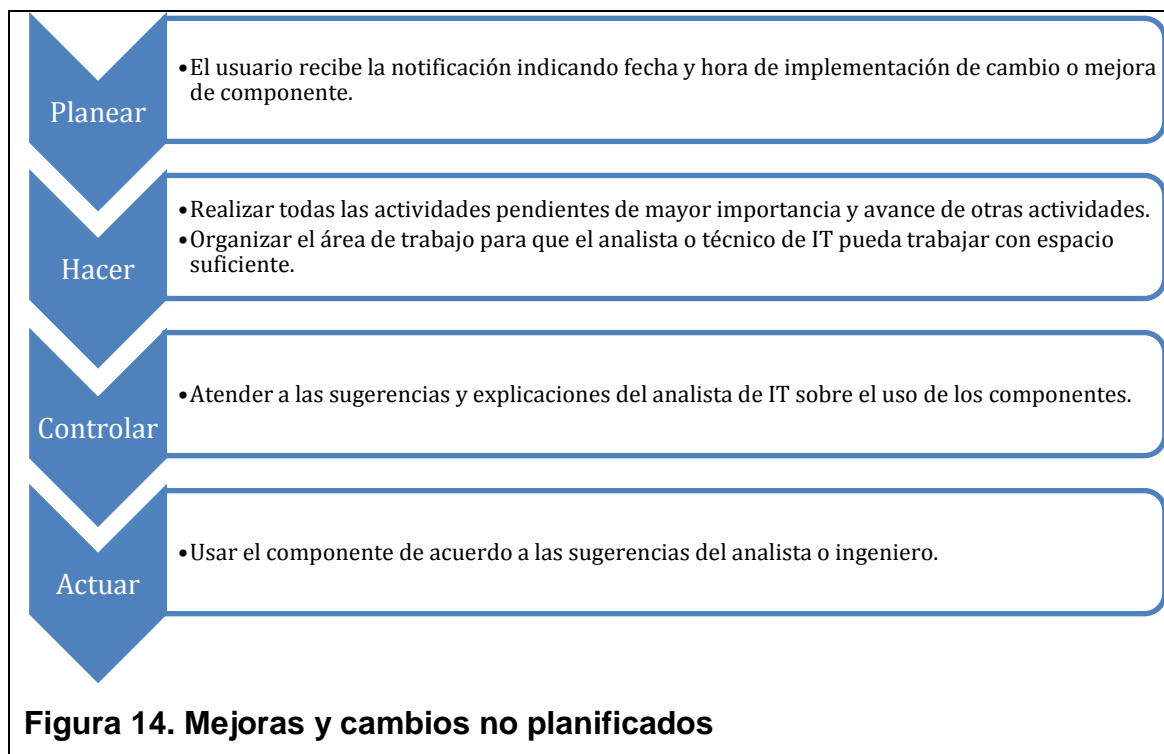 Planear
•El usuario recibe la notificación indicando fecha y hora de implementación de cambio o mejora
de componente.
Hacer
•Realizar todas las actividades pendientes de mayor importancia y avance de otras actividades.
•Organizar el área de trabajo para que el analista o técnico de IT pueda trabajar con espacio
suficiente.
Controlar
•Atender a las sugerencias y explicaciones del analista de IT sobre el uso de los componentes.
Actuar
•Usar el componente de acuerdo a las sugerencias del analista o ingeniero.
Figura 14. Mejoras y cambios no planificados